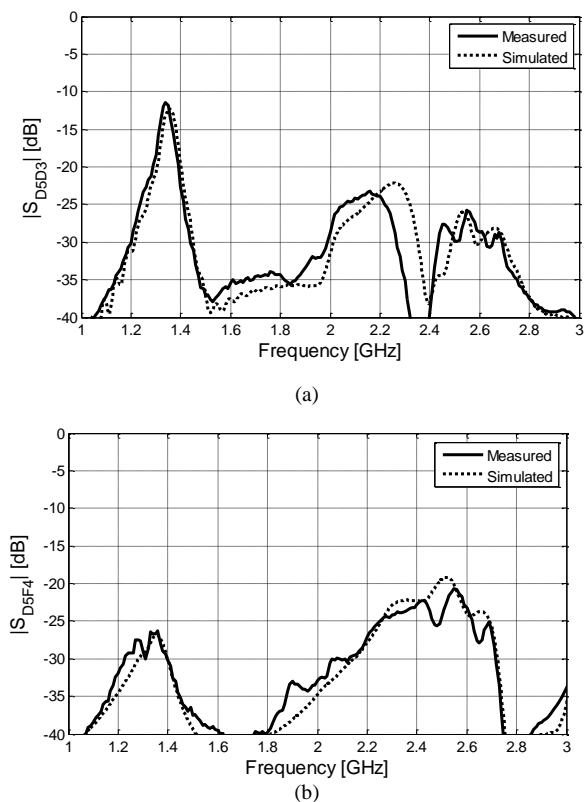 0
-5
-10
-15
-20
-25
-30
-35
-40
|S_D5D3| [dB]
Measured
Simulated
1 1.2 1.4 1.6 1.8 2 2.2 2.4 2.6 2.8 3
Frequency [GHz]
(a)
0
-5
-10
-15
-20
-25
-30
-35
-40
|S_D5F4| [dB]
Measured
Simulated
1 1.2 1.4 1.6 1.8 2 2.2 2.4 2.6 2.8 3
Frequency [GHz]
(b)